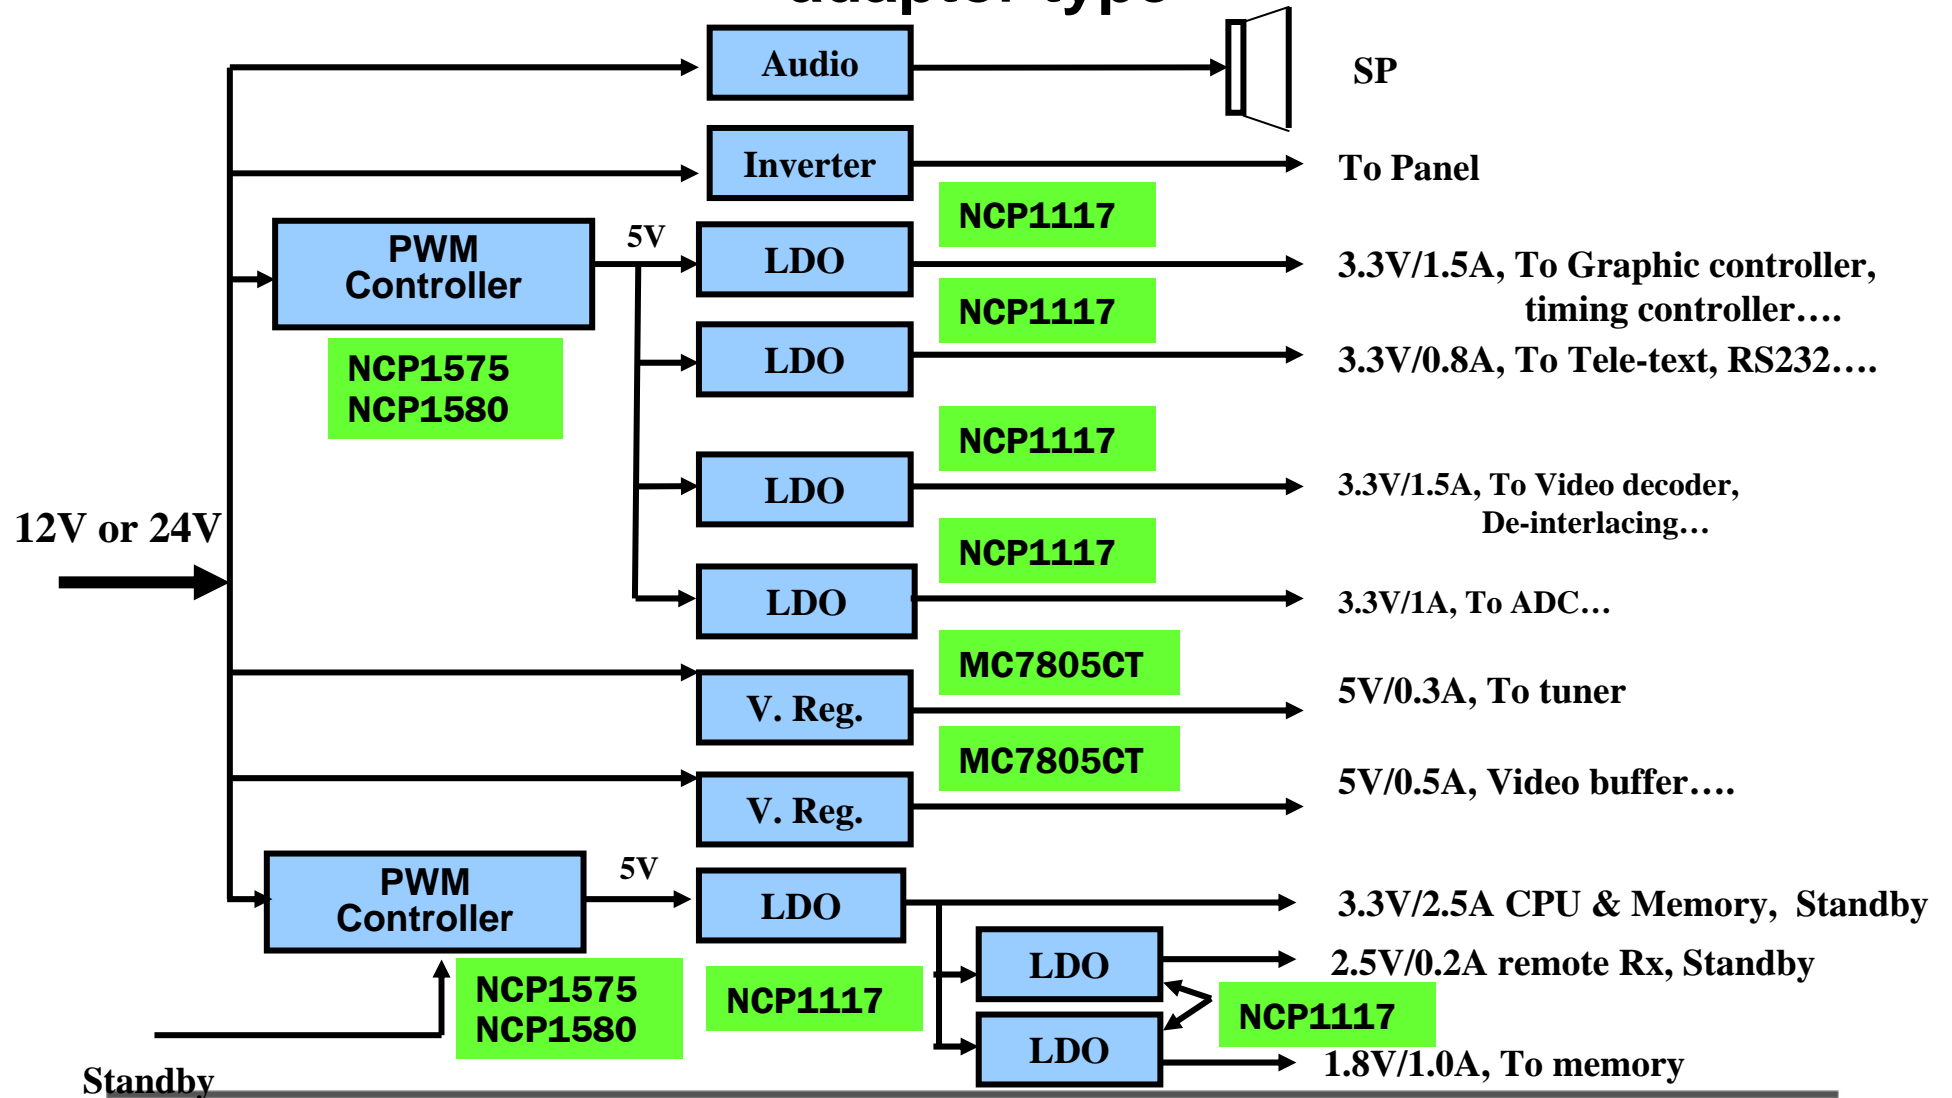 adapter type
Audio
SP
Inverter
To Panel
NCP1117
PWM
Controller
5V
LDO
3.3V/1.5A, To Graphic controller,
timing controller….
NCP1117
NCP1575
NCP1580
LDO
3.3V/0.8A, To Tele-text, RS232….
NCP1117
LDO
3.3V/1.5A, To Video decoder,
De-interlacing…
12V or 24V
NCP1117
LDO
3.3V/1A, To ADC…
MC7805CT
V. Reg.
5V/0.3A, To tuner
MC7805CT
V. Reg.
5V/0.5A, Video buffer….
PWM
Controller
5V
LDO
3.3V/2.5A CPU & Memory, Standby
LDO
2.5V/0.2A remote Rx, Standby
NCP1575
NCP1580
NCP1117
NCP1117
LDO
1.8V/1.0A, To memory
Standby